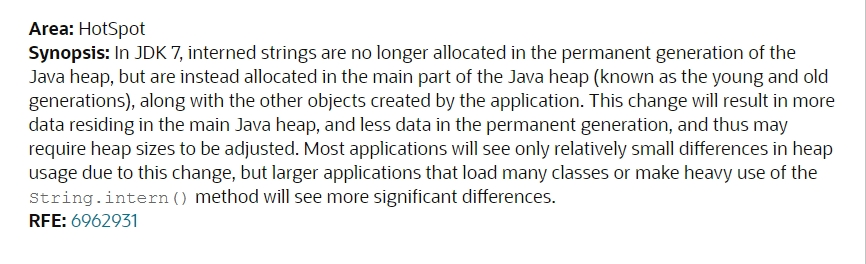 Area: HotSpot
Synopsis: In JDK 7, interned strings are no longer allocated in the permanent generation of the
Java heap, but are instead allocated in the main part of the Java heap (known as the young and old
generations), along with the other objects created by the application. This change will result in more
data residing in the main Java heap, and less data in the permanent generation, and thus may
require heap sizes to be adjusted. Most applications will see only relatively small differences in heap
usage due to this change, but larger applications that load many classes or make heavy use of the
String.intern() method will see more significant differences.
RFE: 6962931